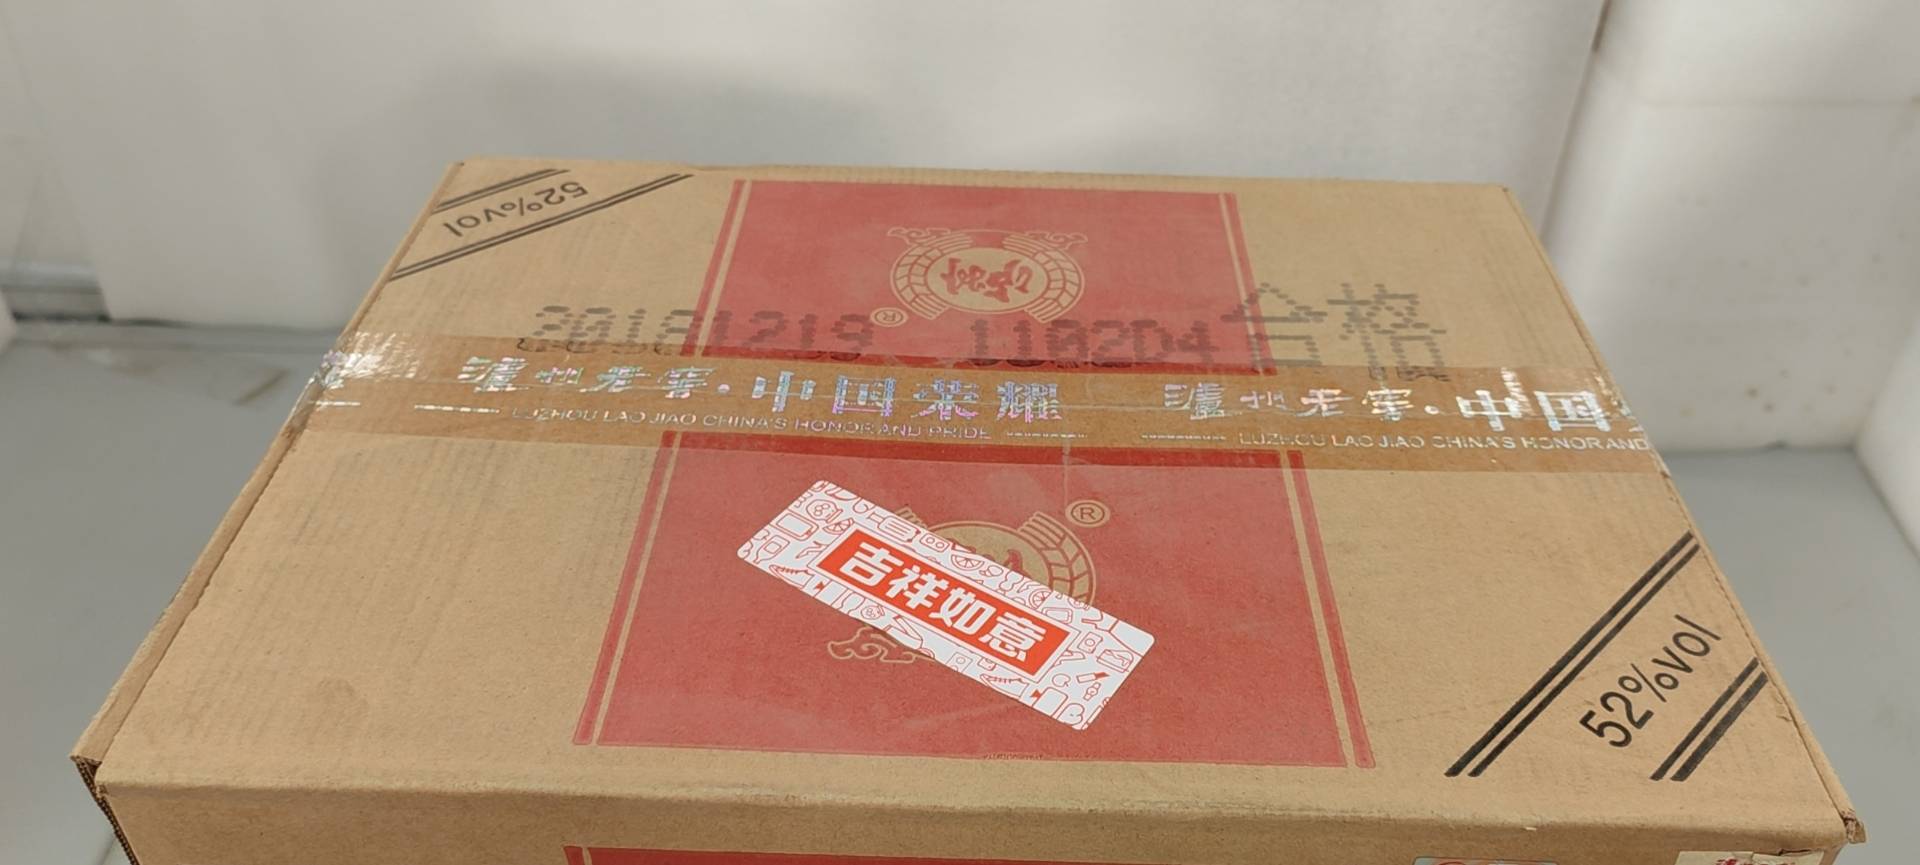 52%vol
®
20181219 1102D4 合格
泸州老窖·中国荣耀 泸州老窖·中国
LUZHOU LAO JIAO CHINA'S HONOR AND PRIDE LUZHOU LAO JIAO CHINA'S HONOR AND
®
吉祥如意
52%vol